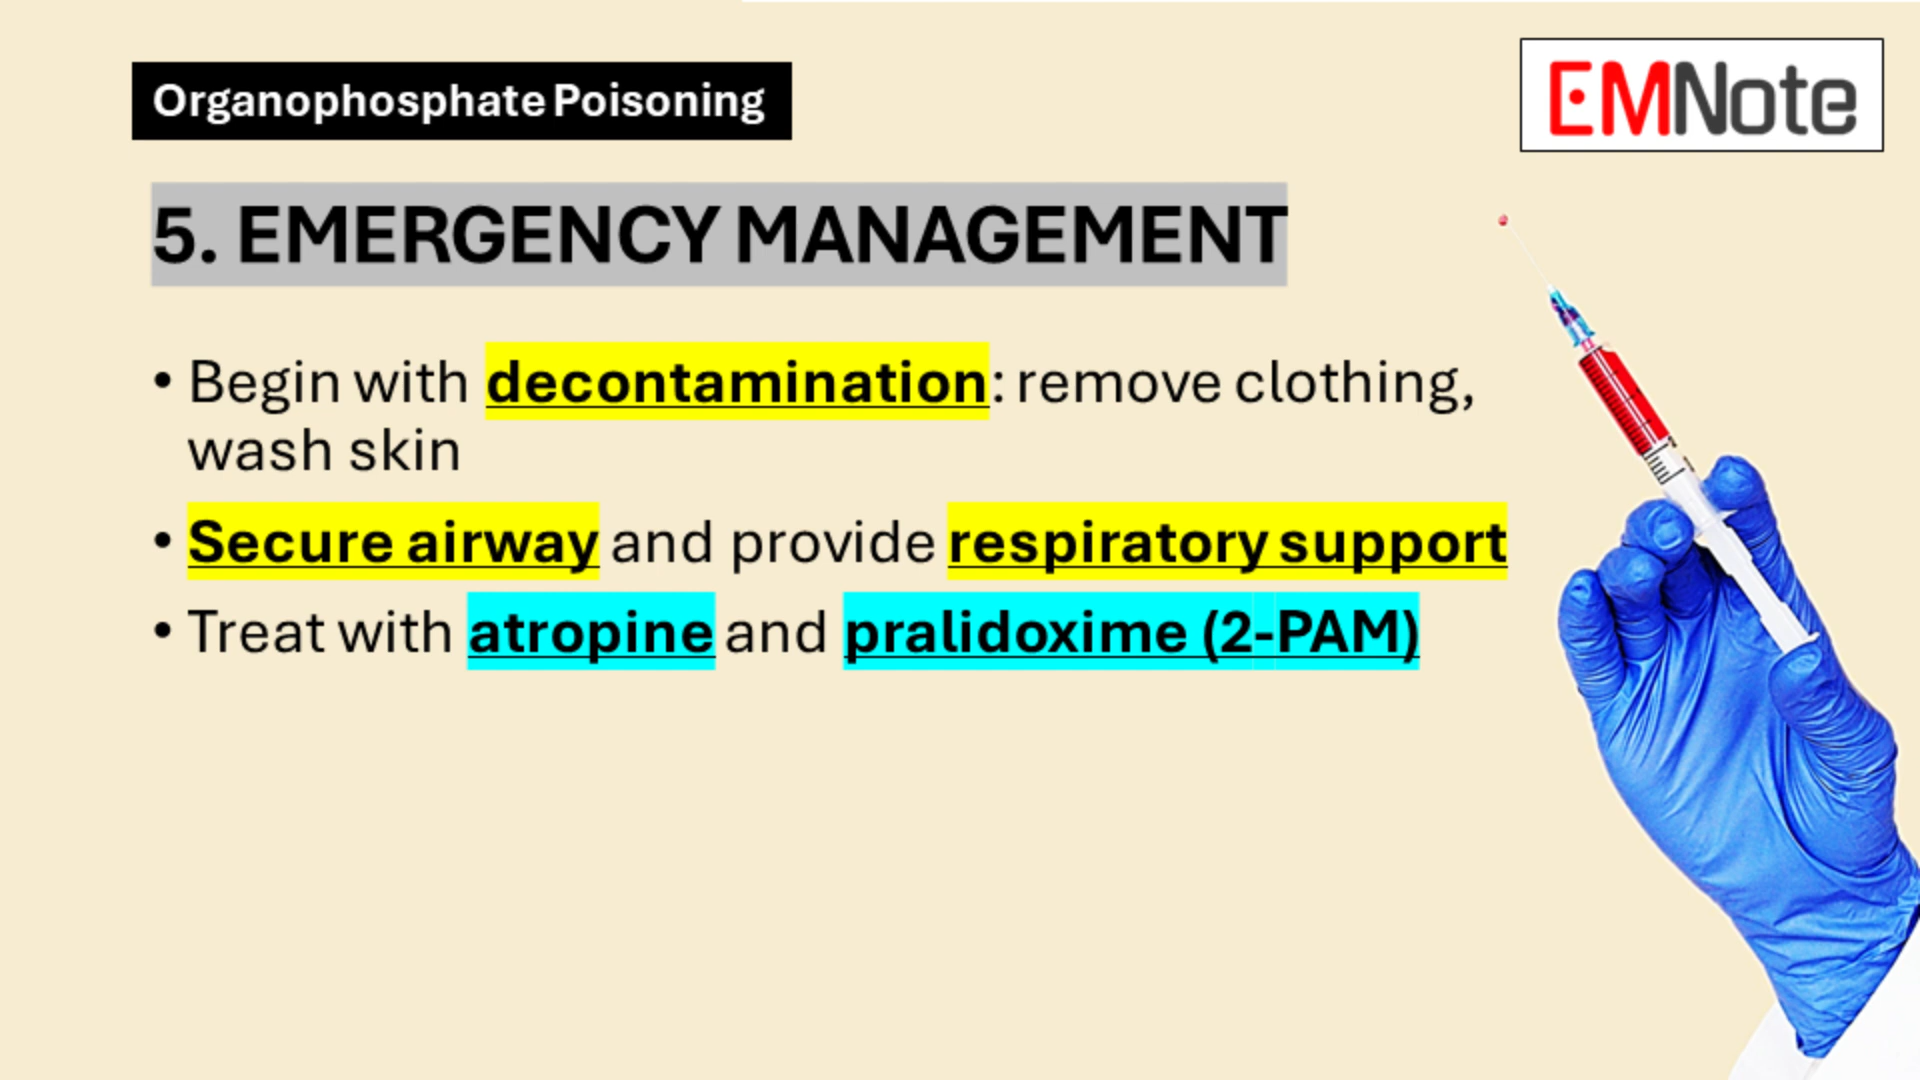 Organophosphate Poisoning
EMNote
5. EMERGENCY MANAGEMENT
• Begin with decontamination: remove clothing,
wash skin
• Secure airway and provide respiratory support
• Treat with atropine and pralidoxime (2-PAM)